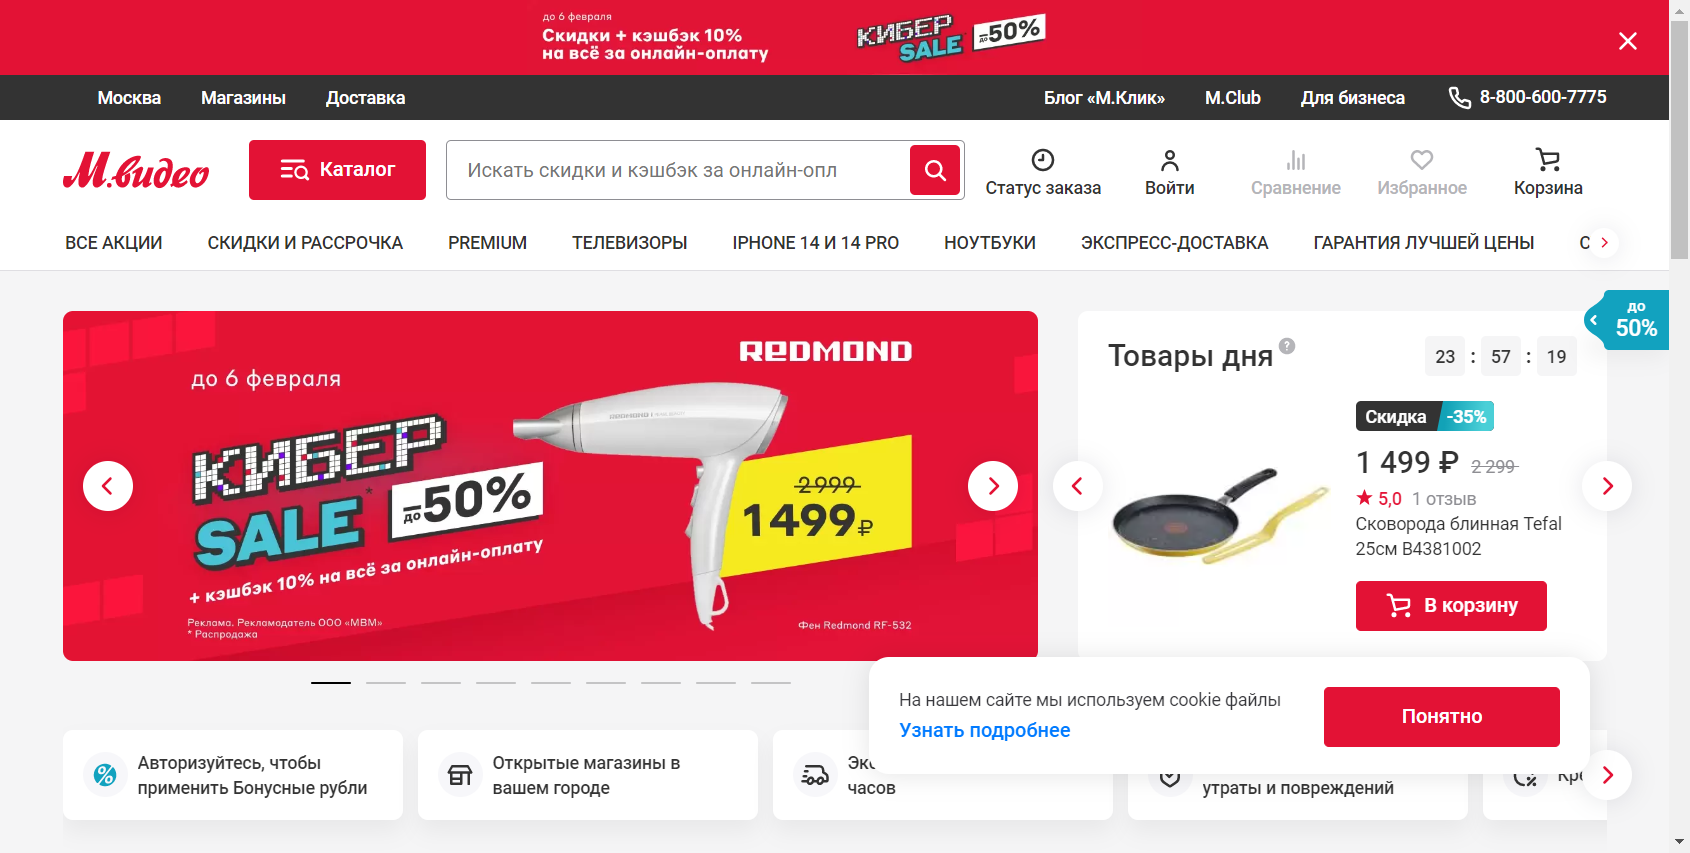 до 6 февраля
Скидки + кэшбэк 10%
на всё за онлайн-оплату
КИБЕР
SALE
до -50%
Москва Магазины Доставка Блог «М.Клик» M.Club Для бизнеса 8-800-600-7775
М.видео
Каталог
Искать скидки и кэшбэк за онлайн-опл
Статус заказа Войти Сравнение Избранное Корзина
ВСЕ АКЦИИ СКИДКИ И РАССРОЧКА PREMIUM ТЕЛЕВИЗОРЫ IPHONE 14 И 14 PRO НОУТБУКИ ЭКСПРЕСС-ДОСТАВКА ГАРАНТИЯ ЛУЧШЕЙ ЦЕНЫ С
до
50%
REDMOND
до 6 февраля
КИБЕР
SALE*
до -50%
+ кэшбэк 10% на всё за онлайн-оплату
2 999
1 499 ₽
Реклама. Рекламодатель ООО «МВМ»
* Распродажа
Фен Redmond RF-532
Товары дня ?
23 : 57 : 19
Скидка -35%
1 499 ₽ 2 299
5,0 1 отзыв
Сковорода блинная Tefal
25см B4381002
В корзину
На нашем сайте мы используем cookie файлы
Узнать подробнее
Понятно
Авторизуйтесь, чтобы
применить Бонусные рубли
Открытые магазины в
вашем городе
часов
утраты и повреждений